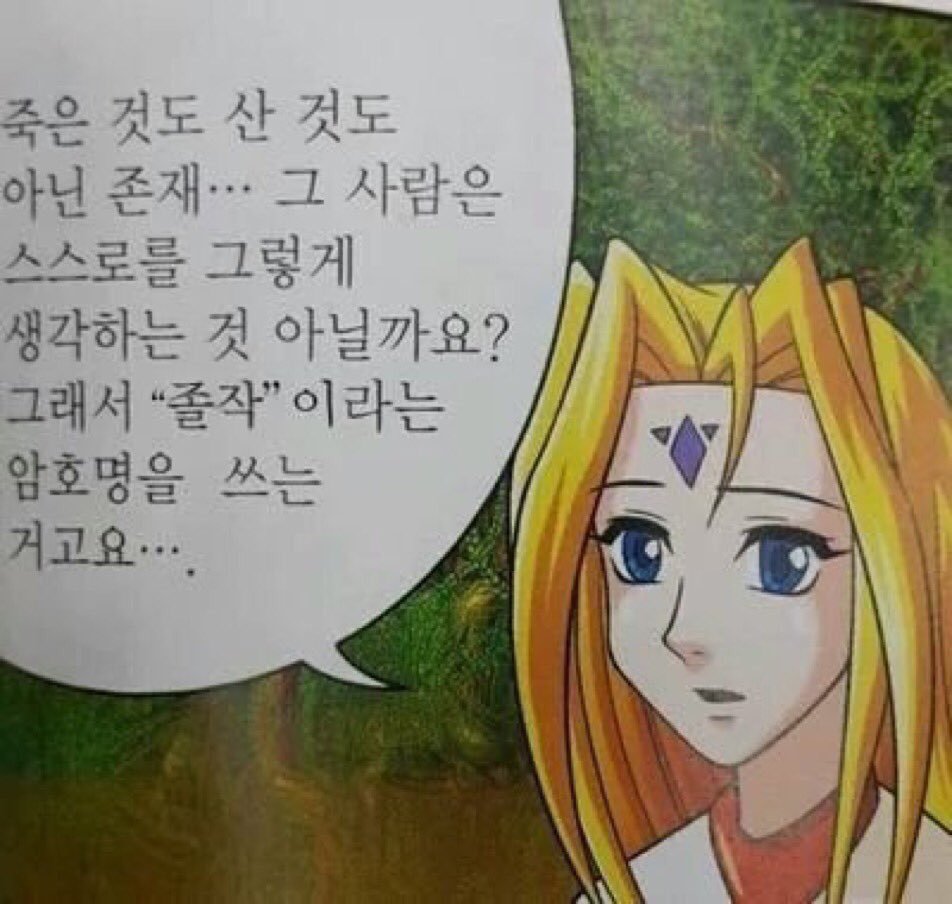 죽은 것도 산 것도
아닌 존재… 그 사람은
스스로를 그렇게
생각하는 것 아닐까요?
그래서 “졸작”이라는
암호명을 쓰는
거고요….